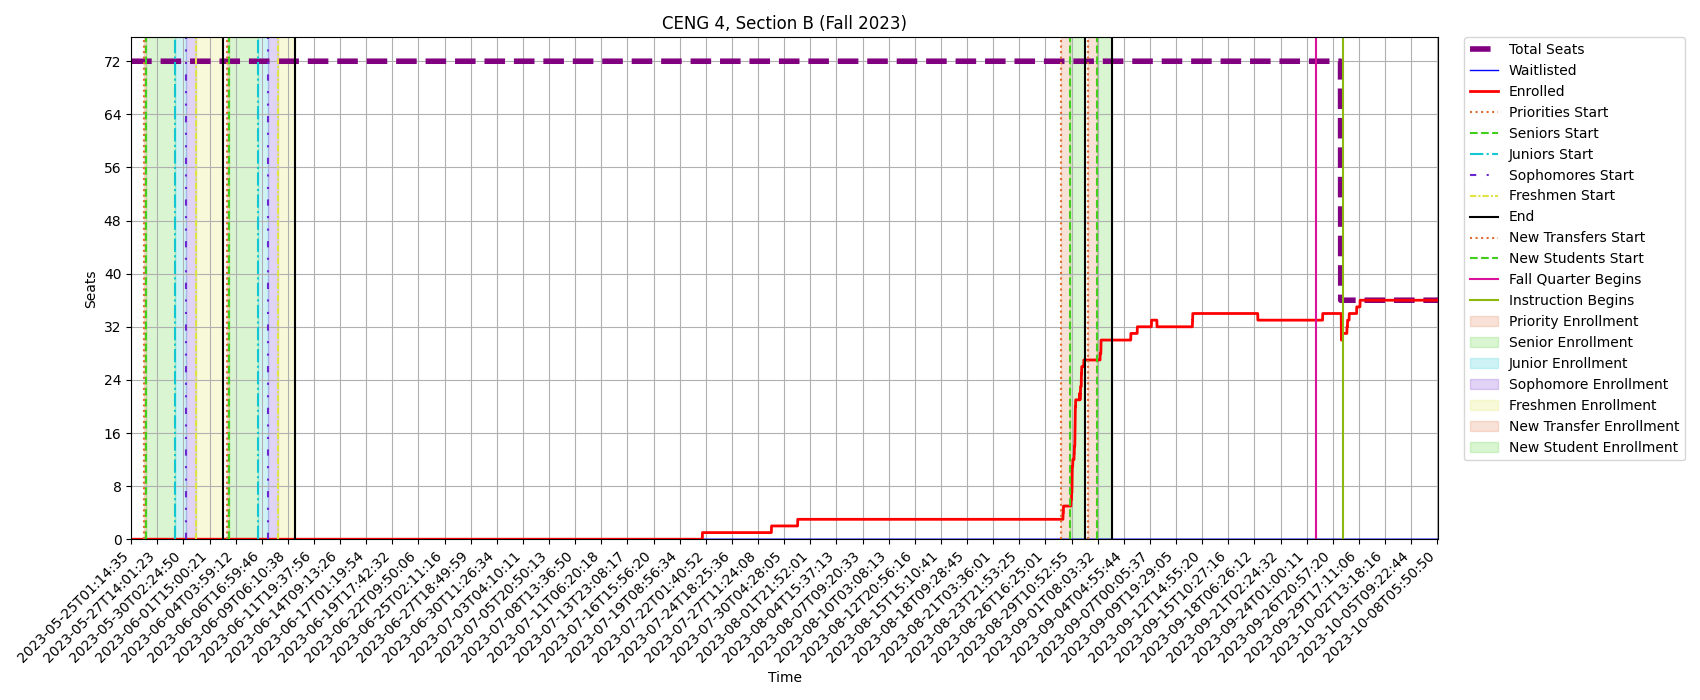 CENG 4, Section B (Fall 2023)
Seats
72
64
56
48
40
32
24
16
8
0
2023-05-25T01:14:35
2023-05-27T14:01:23
2023-05-30T02:24:50
2023-06-01T15:00:21
2023-06-04T03:59:12
2023-06-06T16:59:46
2023-06-09T06:10:38
2023-06-11T19:37:56
2023-06-14T09:13:26
2023-06-17T01:19:54
2023-06-19T17:42:32
2023-06-22T09:50:06
2023-06-25T02:11:16
2023-06-27T18:49:59
2023-06-30T11:26:34
2023-07-03T04:10:11
2023-07-05T20:50:13
2023-07-08T13:36:50
2023-07-11T06:20:18
2023-07-13T23:08:17
2023-07-16T15:56:20
2023-07-19T08:56:34
2023-07-22T01:40:52
2023-07-24T18:25:36
2023-07-27T11:24:08
2023-07-30T04:28:05
2023-08-01T21:52:01
2023-08-04T15:37:13
2023-08-07T09:20:33
2023-08-10T03:08:13
2023-08-12T20:56:16
2023-08-15T15:10:41
2023-08-18T09:28:45
2023-08-21T03:36:01
2023-08-23T21:53:25
2023-08-26T16:25:01
2023-08-29T10:52:55
2023-09-01T08:03:32
2023-09-04T04:55:44
2023-09-07T00:05:37
2023-09-09T19:29:05
2023-09-12T14:55:20
2023-09-15T10:27:16
2023-09-18T06:26:12
2023-09-21T02:24:32
2023-09-24T01:00:11
2023-09-26T20:57:20
2023-09-29T17:11:06
2023-10-02T13:18:16
2023-10-05T09:22:44
2023-10-08T05:50:50
Time
Total Seats
Waitlisted
Enrolled
Priorities Start
Seniors Start
Juniors Start
Sophomores Start
Freshmen Start
End
New Transfers Start
New Students Start
Fall Quarter Begins
Instruction Begins
Priority Enrollment
Senior Enrollment
Junior Enrollment
Sophomore Enrollment
Freshmen Enrollment
New Transfer Enrollment
New Student Enrollment